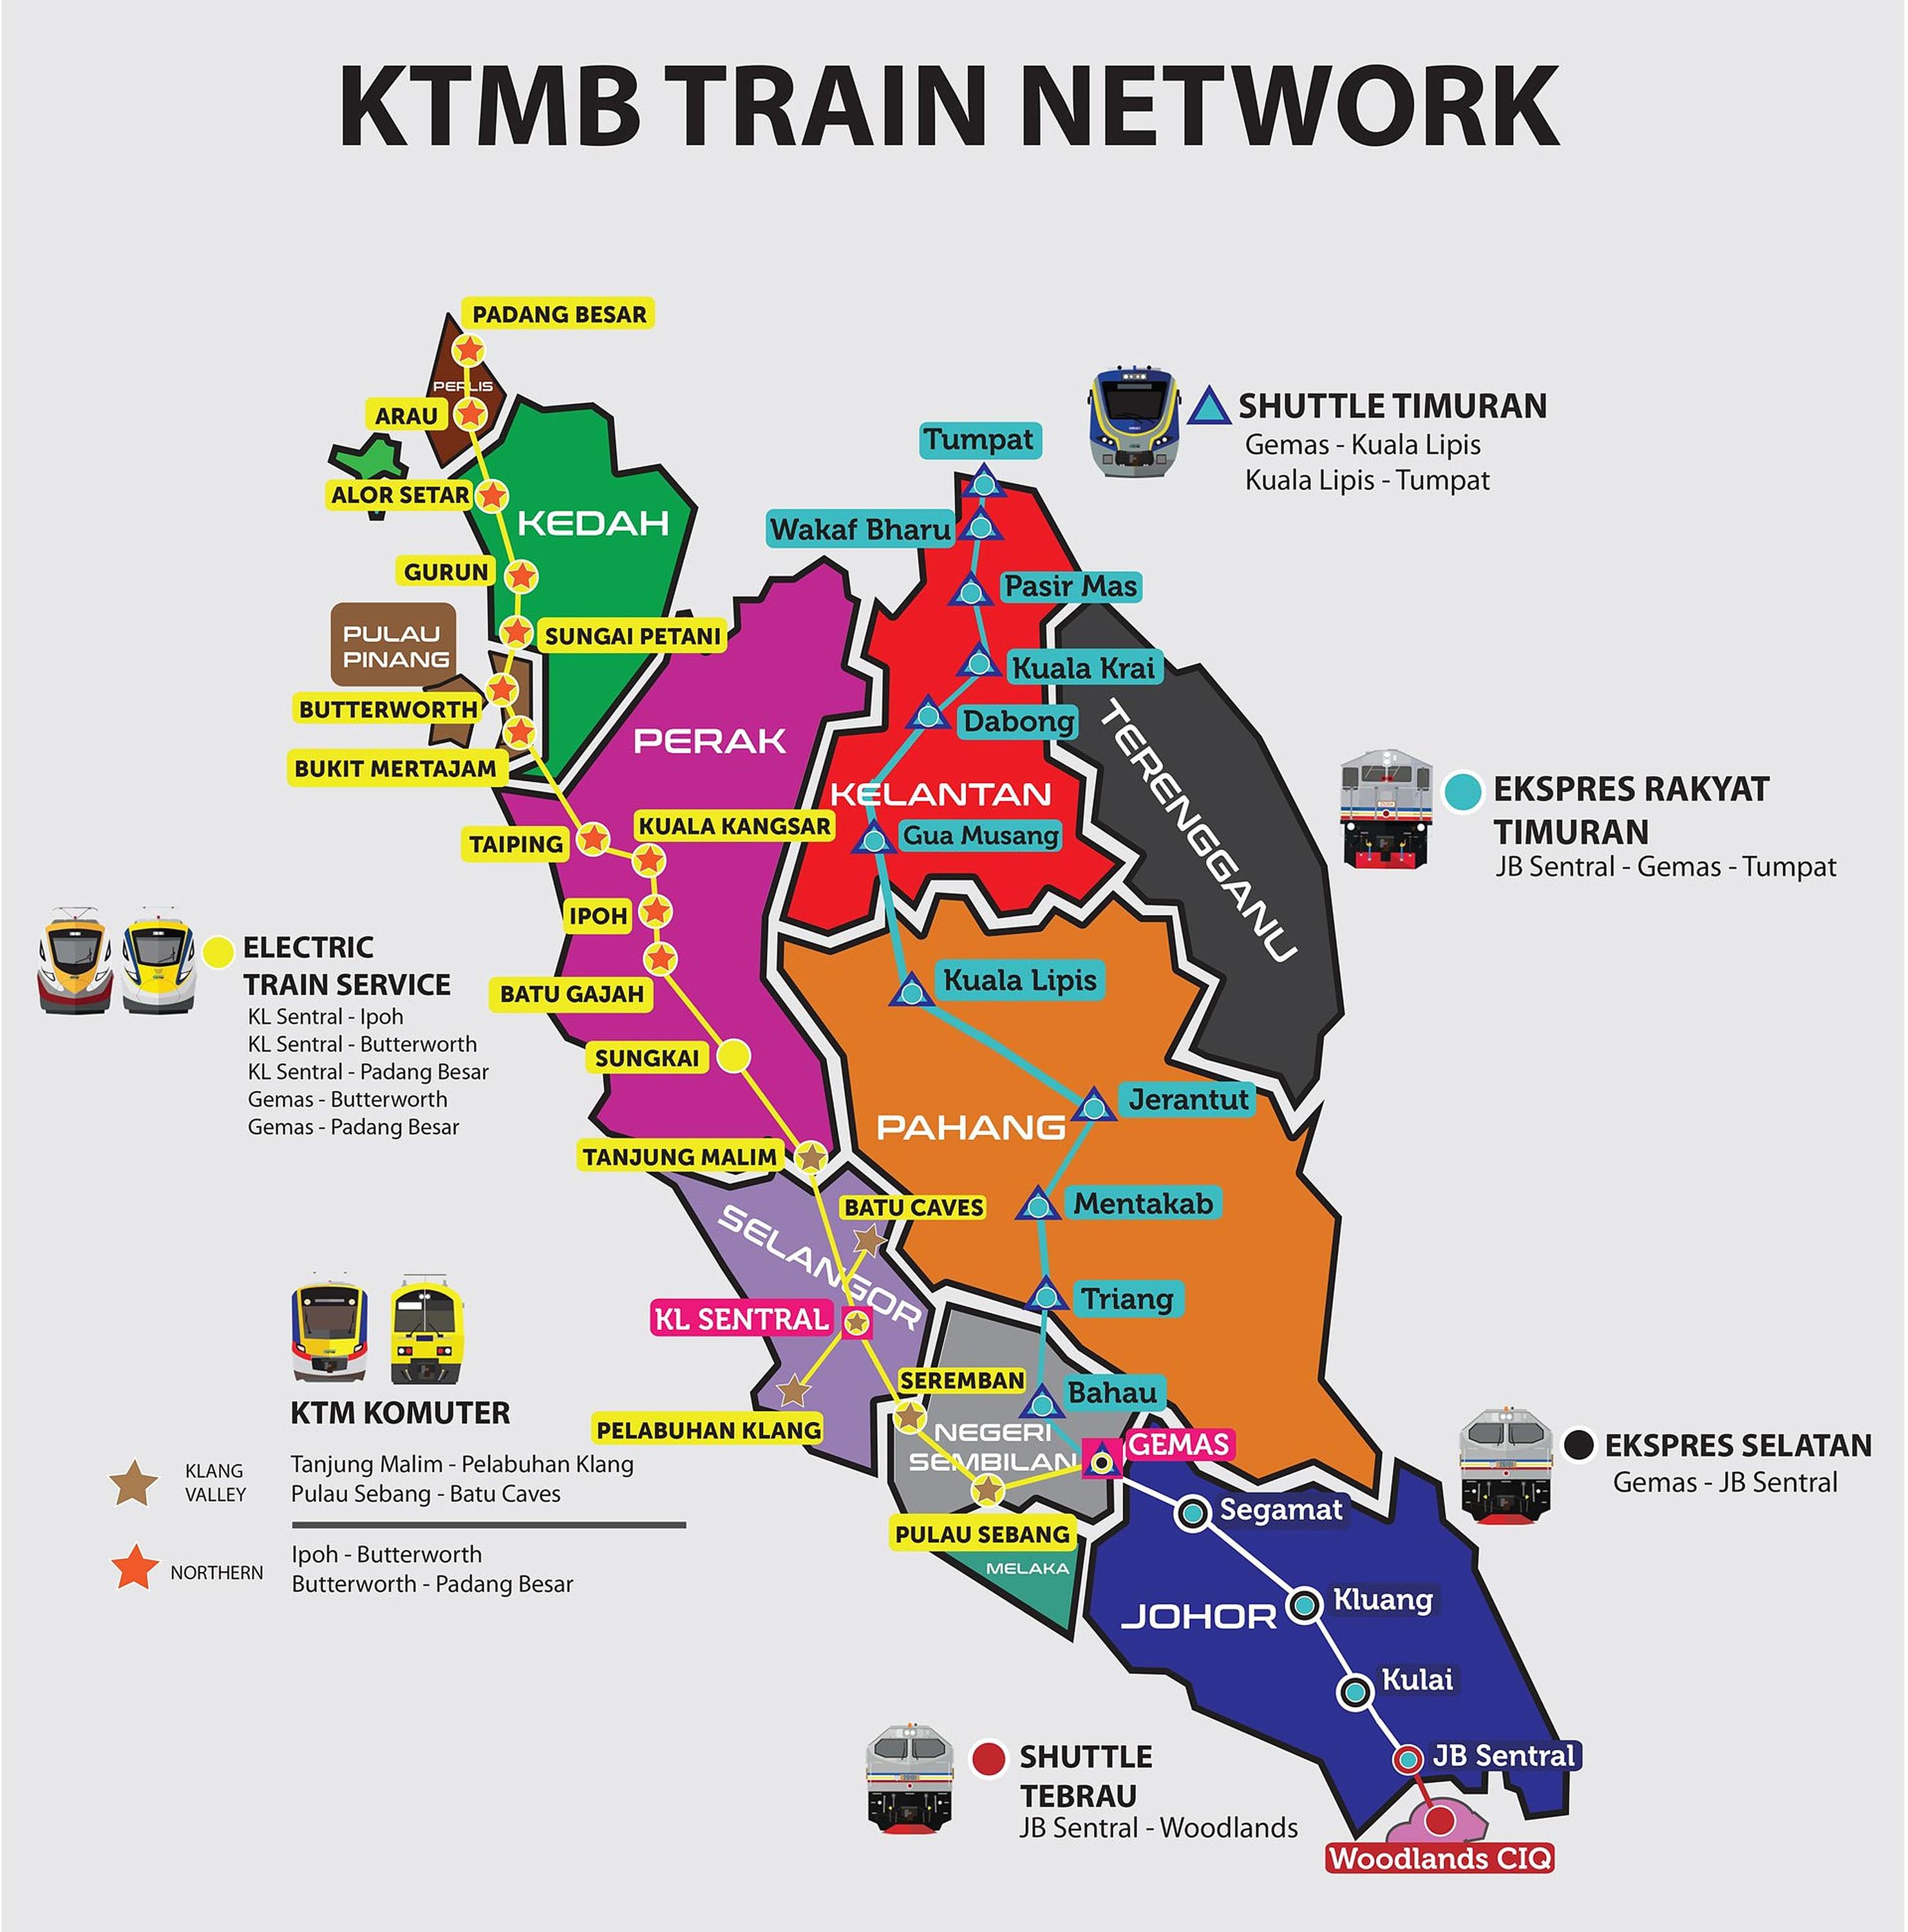 KTMB TRAIN NETWORK
PADANG BESAR
PERLIS
ARAU
ALOR SETAR
KEDAH
GURUN
SUNGAI PETANI
PULAU
PINANG
BUTTERWORTH
BUKIT MERTAJAM
PERAK
TAIPING
KUALA KANGSAR
IPOH
BATU GAJAH
SUNGKAI
TANJUNG MALIM
SELANGOR
BATU CAVES
KL SENTRAL
PELABUHAN KLANG
SEREMBAN
NEGERI
SEMBILAN
PULAU SEBANG
MELAKA
Tumpat
Wakaf Bharu
Pasir Mas
Kuala Krai
Dabong
KELANTAN
Gua Musang
TERENGGANU
Kuala Lipis
PAHANG
Jerantut
Mentakab
Triang
Bahau
GEMAS
Segamat
JOHOR
Kluang
Kulai
JB Sentral
Woodlands CIQ
SHUTTLE TIMURAN
Gemas - Kuala Lipis
Kuala Lipis - Tumpat
EKSPRES RAKYAT
TIMURAN
JB Sentral - Gemas - Tumpat
ELECTRIC
TRAIN SERVICE
KL Sentral - Ipoh
KL Sentral - Butterworth
KL Sentral - Padang Besar
Gemas - Butterworth
Gemas - Padang Besar
KTM KOMUTER
KLANG
VALLEY
Tanjung Malim - Pelabuhan Klang
Pulau Sebang - Batu Caves
NORTHERN
Ipoh - Butterworth
Butterworth - Padang Besar
EKSPRES SELATAN
Gemas - JB Sentral
SHUTTLE
TEBRAU
JB Sentral - Woodlands